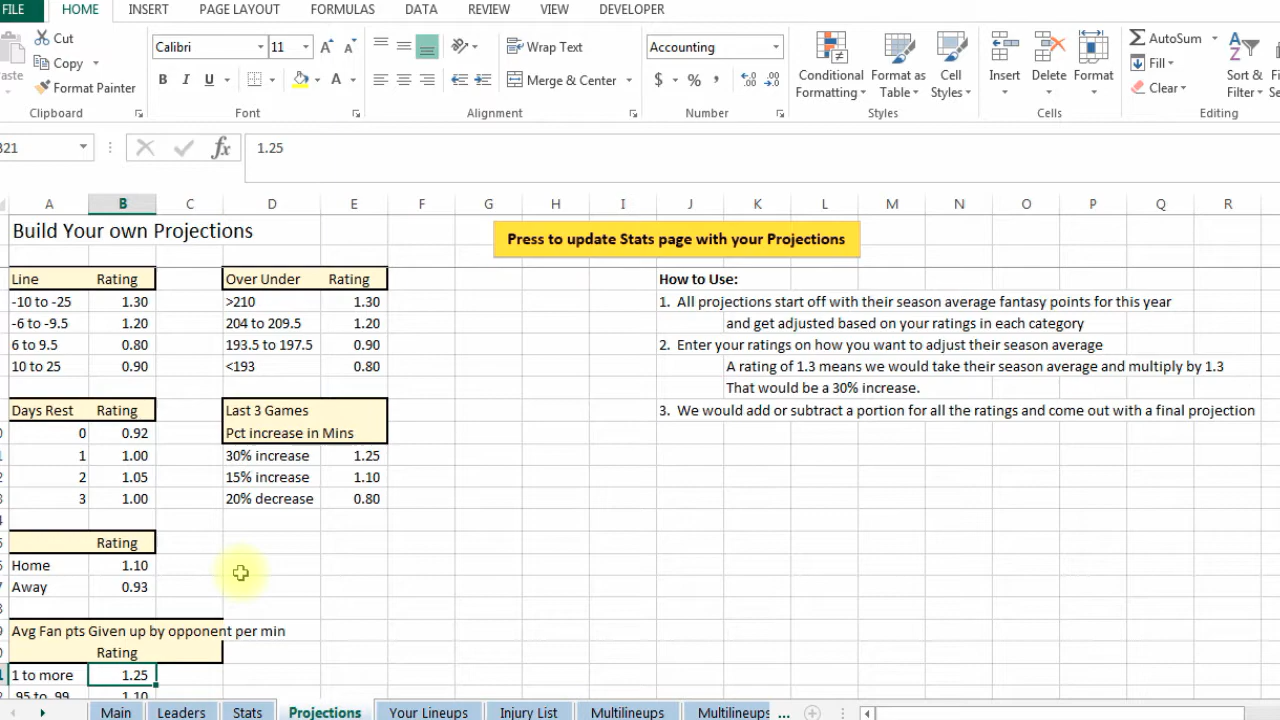 FILE HOME INSERT PAGE LAYOUT FORMULAS DATA REVIEW VIEW DEVELOPER
Cut
Copy
Format Painter
Clipboard
Calibri 11
B I U
A
Font
Wrap Text
Merge & Center
Alignment
Accounting
$ %
Number
Conditional Formatting
Format as Table
Cell Styles
Styles
Insert Delete Format
Cells
AutoSum
Fill
Clear
Sort &
Filter
Editing
fx 1.25
A B C D E F G H I J K L M N O P Q R
Build Your own Projections
Press to update Stats page with your Projections
Line Rating Over Under Rating How to Use:
-10 to -25 1.30 >210 1.30 1. All projections start off with their season average fantasy points for this year
-6 to -9.5 1.20 204 to 209.5 1.20 and get adjusted based on your ratings in each category
6 to 9.5 0.80 193.5 to 197.5 0.90 2. Enter your ratings on how you want to adjust their season average
10 to 25 0.90 <193 0.80 A rating of 1.3 means we would take their season average and multiply by 1.3
That would be a 30% increase.
Days Rest Rating Last 3 Games 3. We would add or subtract a portion for all the ratings and come out with a final projection
0 0.92 Pct increase in Mins
1 1.00 30% increase 1.25
2 1.05 15% increase 1.10
3 1.00 20% decrease 0.80
Rating
Home 1.10
Away 0.93
Avg Fan pts Given up by opponent per min
Rating
1 to more 1.25
.95 to .99 1.10
Main Leaders Stats Projections Your Lineups Injury List Multilineups Multilineups ...